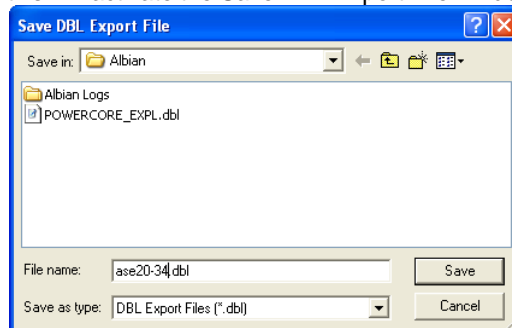 Save DBL Export File
Save in: Albian
Albian Logs
POWERCORE_EXPL.dbl
File name: ase20-34.dbl Save
Save as type: DBL Export Files (*.dbl) Cancel